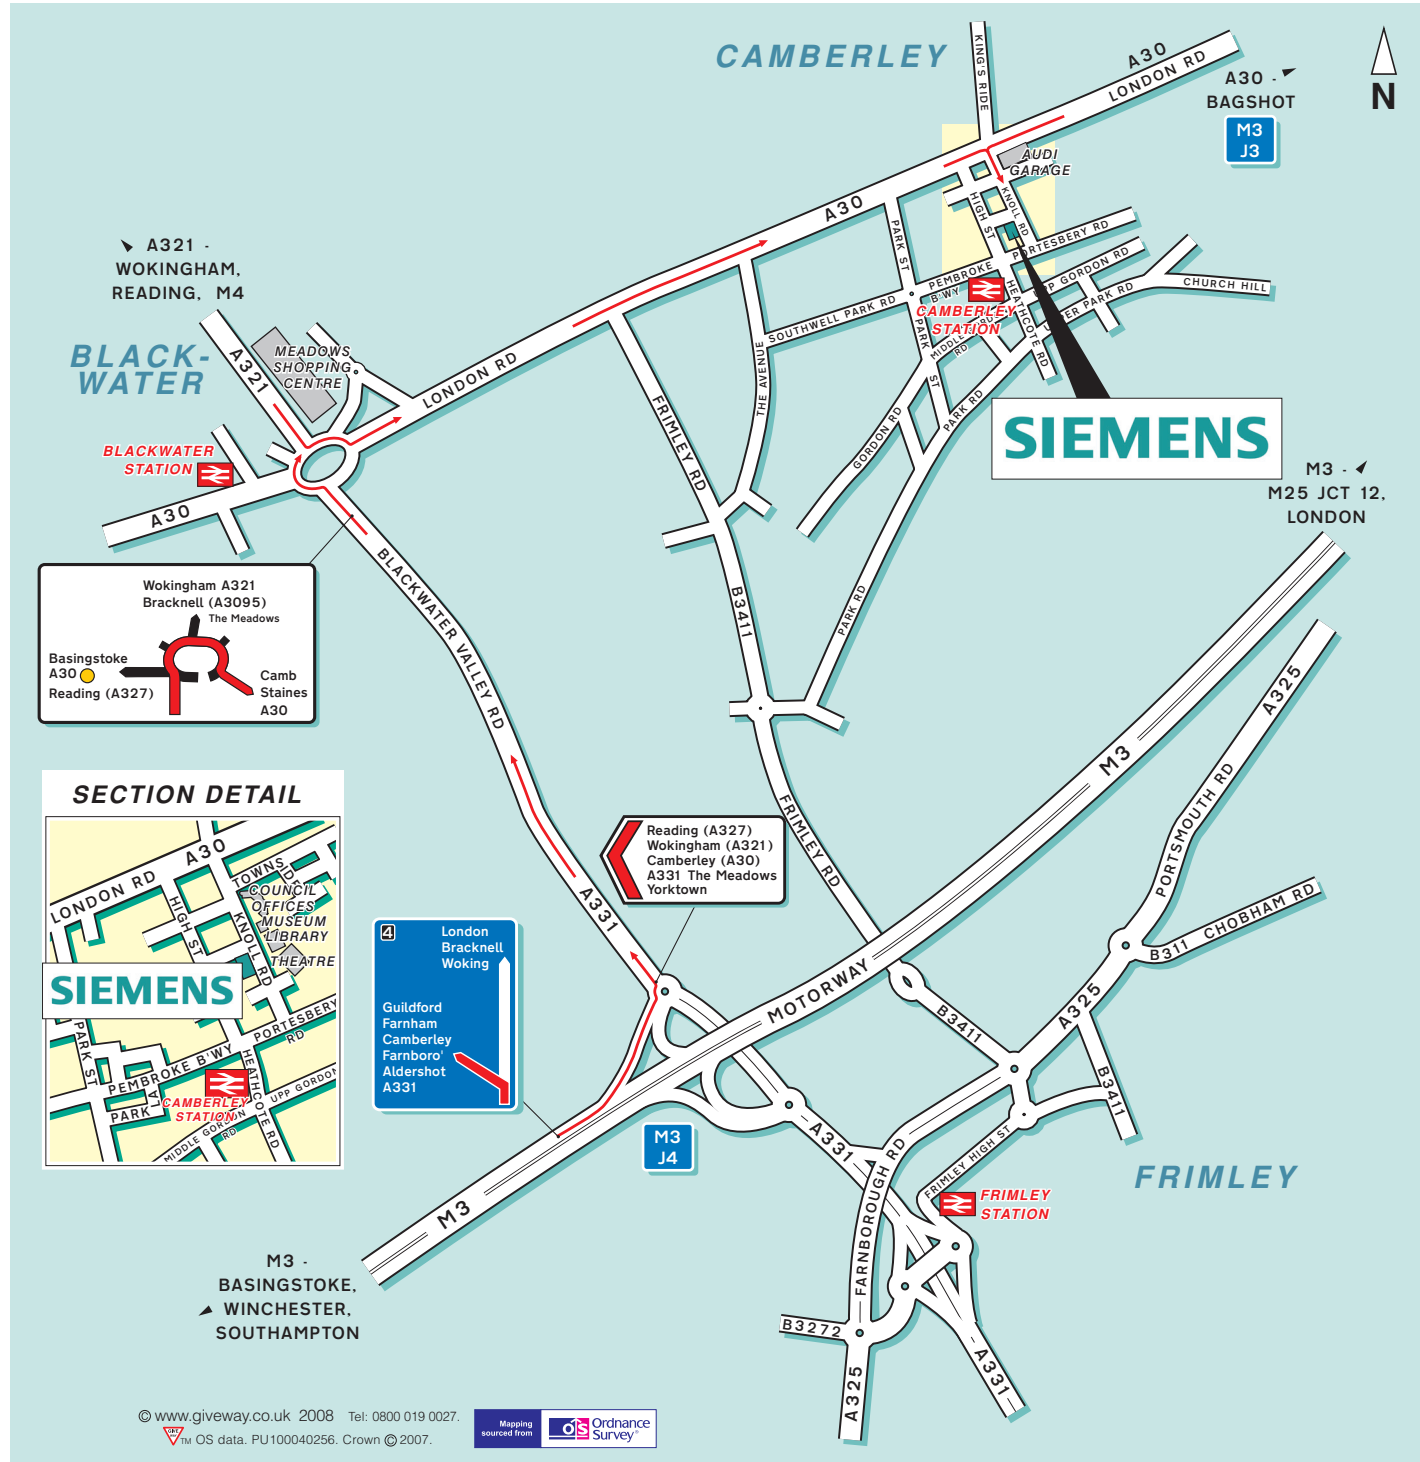 CAMBERLEY
KING'S RIDE
A30
LONDON RD
A30 -
BAGSHOT
M3
J3
N
AUDI
GARAGE
A30
HIGH ST
KNOLL RD
PARK ST
PORTESBERY RD
PEMBROKE
B'WY
UPP GORDON RD
CHURCH HILL
SOUTHWELL PARK RD
CAMBERLEY
STATION
HEATHCOTE RD
PARK ST
THE AVENUE
GORDON RD
PARK RD
SIEMENS
A321 -
WOKINGHAM,
READING, M4
BLACK-
WATER
A321
MEADOWS
SHOPPING
CENTRE
LONDON RD
FRIMLEY RD
BLACKWATER
STATION
A30
M3 -
M25 JCT 12,
LONDON
Wokingham A321
Bracknell (A3095)
The Meadows
Basingstoke
A30
Reading (A327)
Camb
Staines
A30
BLACKWATER VALLEY RD
B3411
PARK RD
A325
M3
PORTSMOUTH RD
SECTION DETAIL
LONDON RD
A30
TOWNS
COUNCIL
OFFICES
MUSEUM
LIBRARY
THEATRE
HIGH ST
KNOLL RD
SIEMENS
PARK ST
PORTESBERY
RD
PEMBROKE B'WY
HEATHCOTE RD
UPP GORDON
PARK
CAMBERLEY
STATION
MIDDLE GORDON
RD
Reading (A327)
Wokingham (A321)
Camberley (A30)
A331 The Meadows
Yorktown
FRIMLEY RD
A331
4
London
Bracknell
Woking
Guildford
Farnham
Camberley
Farnboro'
Aldershot
A331
MOTORWAY
B311 CHOBHAM RD
A325
B3411
B3411
M3
J4
A331
FARNBOROUGH RD
FRIMLEY HIGH ST
FRIMLEY
FRIMLEY
STATION
M3
M3 -
BASINGSTOKE,
WINCHESTER,
SOUTHAMPTON
B3272
A325
A331
© www.giveway.co.uk 2008 Tel: 0800 019 0027.
TM OS data. PU100040256. Crown © 2007.
Mapping
sourced from
OS Ordnance
Survey®